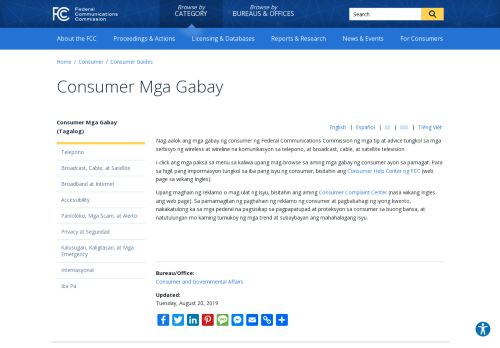 FCC Federal Communications Commission
Browse by CATEGORY
Browse by BUREAUS & OFFICES
Search
About the FCC Proceedings & Actions Licensing & Databases Reports & Research News & Events For Consumers
Home / Consumer / Consumer Guides
Consumer Mga Gabay
Consumer Mga Gabay (Tagalog)
Telepono
Broadcast, Cable, at Satellite
Broadband at Internet
Accessibility
Panloloko, Mga Scam, at Alerto
Privacy at Seguridad
Kalusugan, Kaligtasan, at Mga Emergency
Internasyonal
Iba Pa
English | Español | | | Tiếng Việt
Nag-aalok ang mga gabay ng consumer ng Federal Communications Commission ng mga tip at advice tungkol sa mga
serbisyo ng wireless at wireline na komunikasyon sa telepono, at broadcast, cable, at satellite television.
I-click ang mga paksa sa menu sa kaliwa upang mag-browse sa aming mga gabay ng consumer ayon sa pamagat. Para
sa higit pang impormasyon tungkol sa iba pang isyu ng consumer, bisitahin ang Consumer Help Center ng FCC (web
page sa wikang Ingles).
Upang maghain ng reklamo o mag-ulat ng isyu, bisitahin ang aming Consumer Complaint Center (nasa wikang Ingles
ang web page). Sa pamamagitan ng paghahain ng reklamo ng consumer at pagbabahagi ng iyong kwento,
nakakatulong ka sa mga pederal na pagsisikap sa pagpapatupad at proteksyon sa consumer sa buong bansa, at
natutulungan mo kaming tumukoy ng mga trend at subaybayan ang mahahalagang isyu.
Bureau/Office:
Consumer and Governmental Affairs
Updated:
Tuesday, August 20, 2019